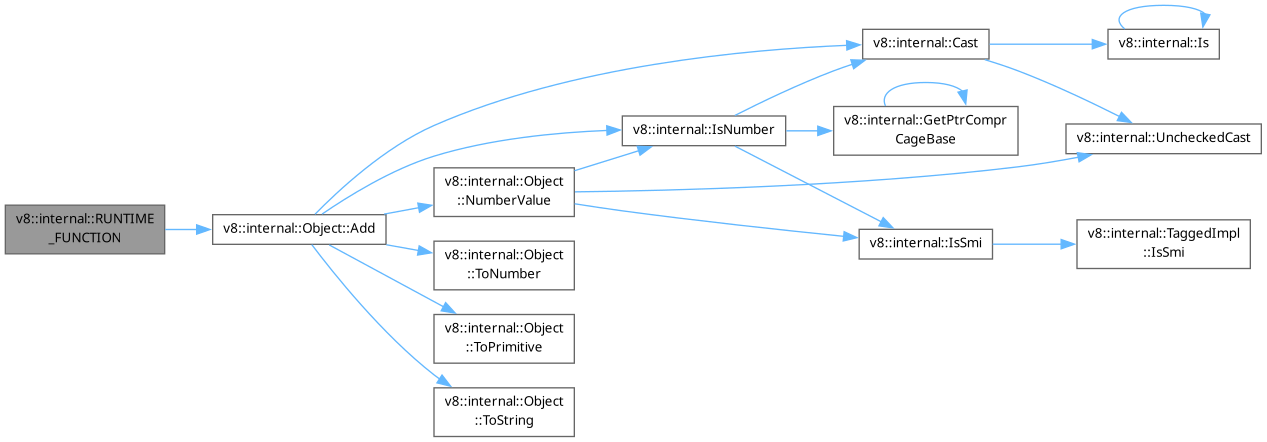 v8::internal::RUNTIME
_FUNCTION
v8::internal::Object::Add
v8::internal::Cast
v8::internal::Is
v8::internal::UncheckedCast
v8::internal::IsNumber
v8::internal::GetPtrCompr
CageBase
v8::internal::IsSmi
v8::internal::TaggedImpl
::IsSmi
v8::internal::Object
::NumberValue
v8::internal::Object
::ToNumber
v8::internal::Object
::ToPrimitive
v8::internal::Object
::ToString